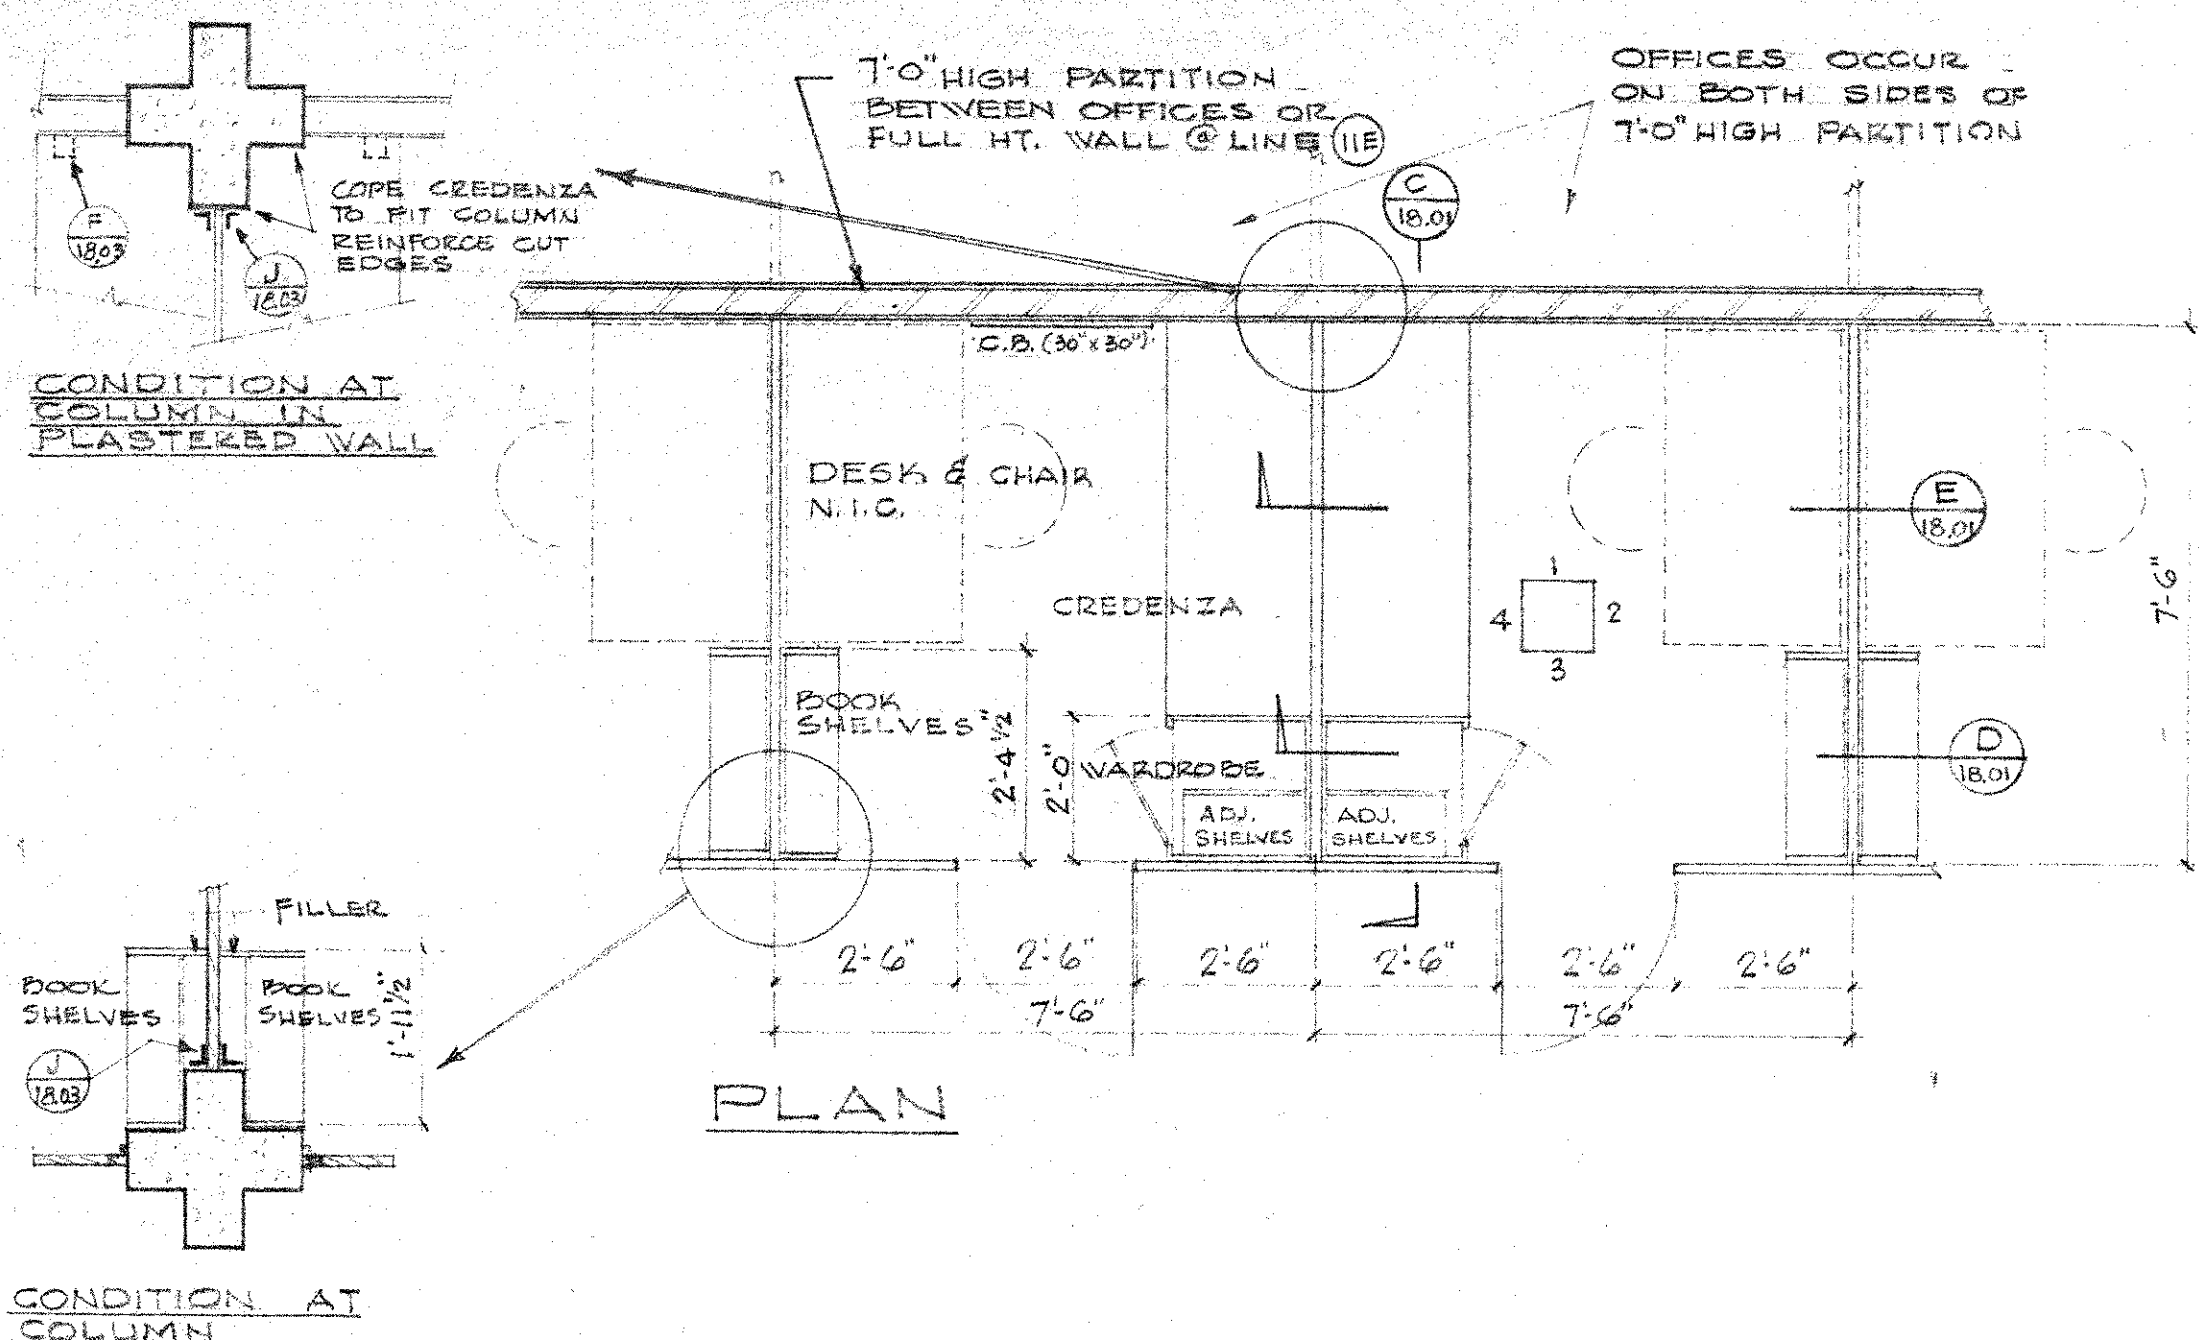 7'-0" HIGH PARTITION
BETWEEN OFFICES OR
FULL HT. WALL @ LINE 11E
OFFICES OCCUR
ON BOTH SIDES OF
7'-0" HIGH PARTITION
C
18.01
COPE CREDENZA
TO FIT COLUMN
REINFORCE CUT
EDGES
F
18.03
J
18.03
CONDITION AT
COLUMN IN
PLASTERED WALL
C.B. (30" x 30")
DESK & CHAIR
N.I.C.
E
18.01
CREDENZA
1
2
3
4
7'-6"
BOOK
SHELVES
2'-4 1/2"
2'-0"
WARDROBE
ADJ.
SHELVES
ADJ.
SHELVES
D
18.01
2'-6"
2'-6"
2'-6"
2'-6"
2'-6"
2'-6"
7'-6"
7'-6"
PLAN
FILLER
BOOK
SHELVES
BOOK
SHELVES
1'-11 1/2"
J
18.03
CONDITION AT
COLUMN